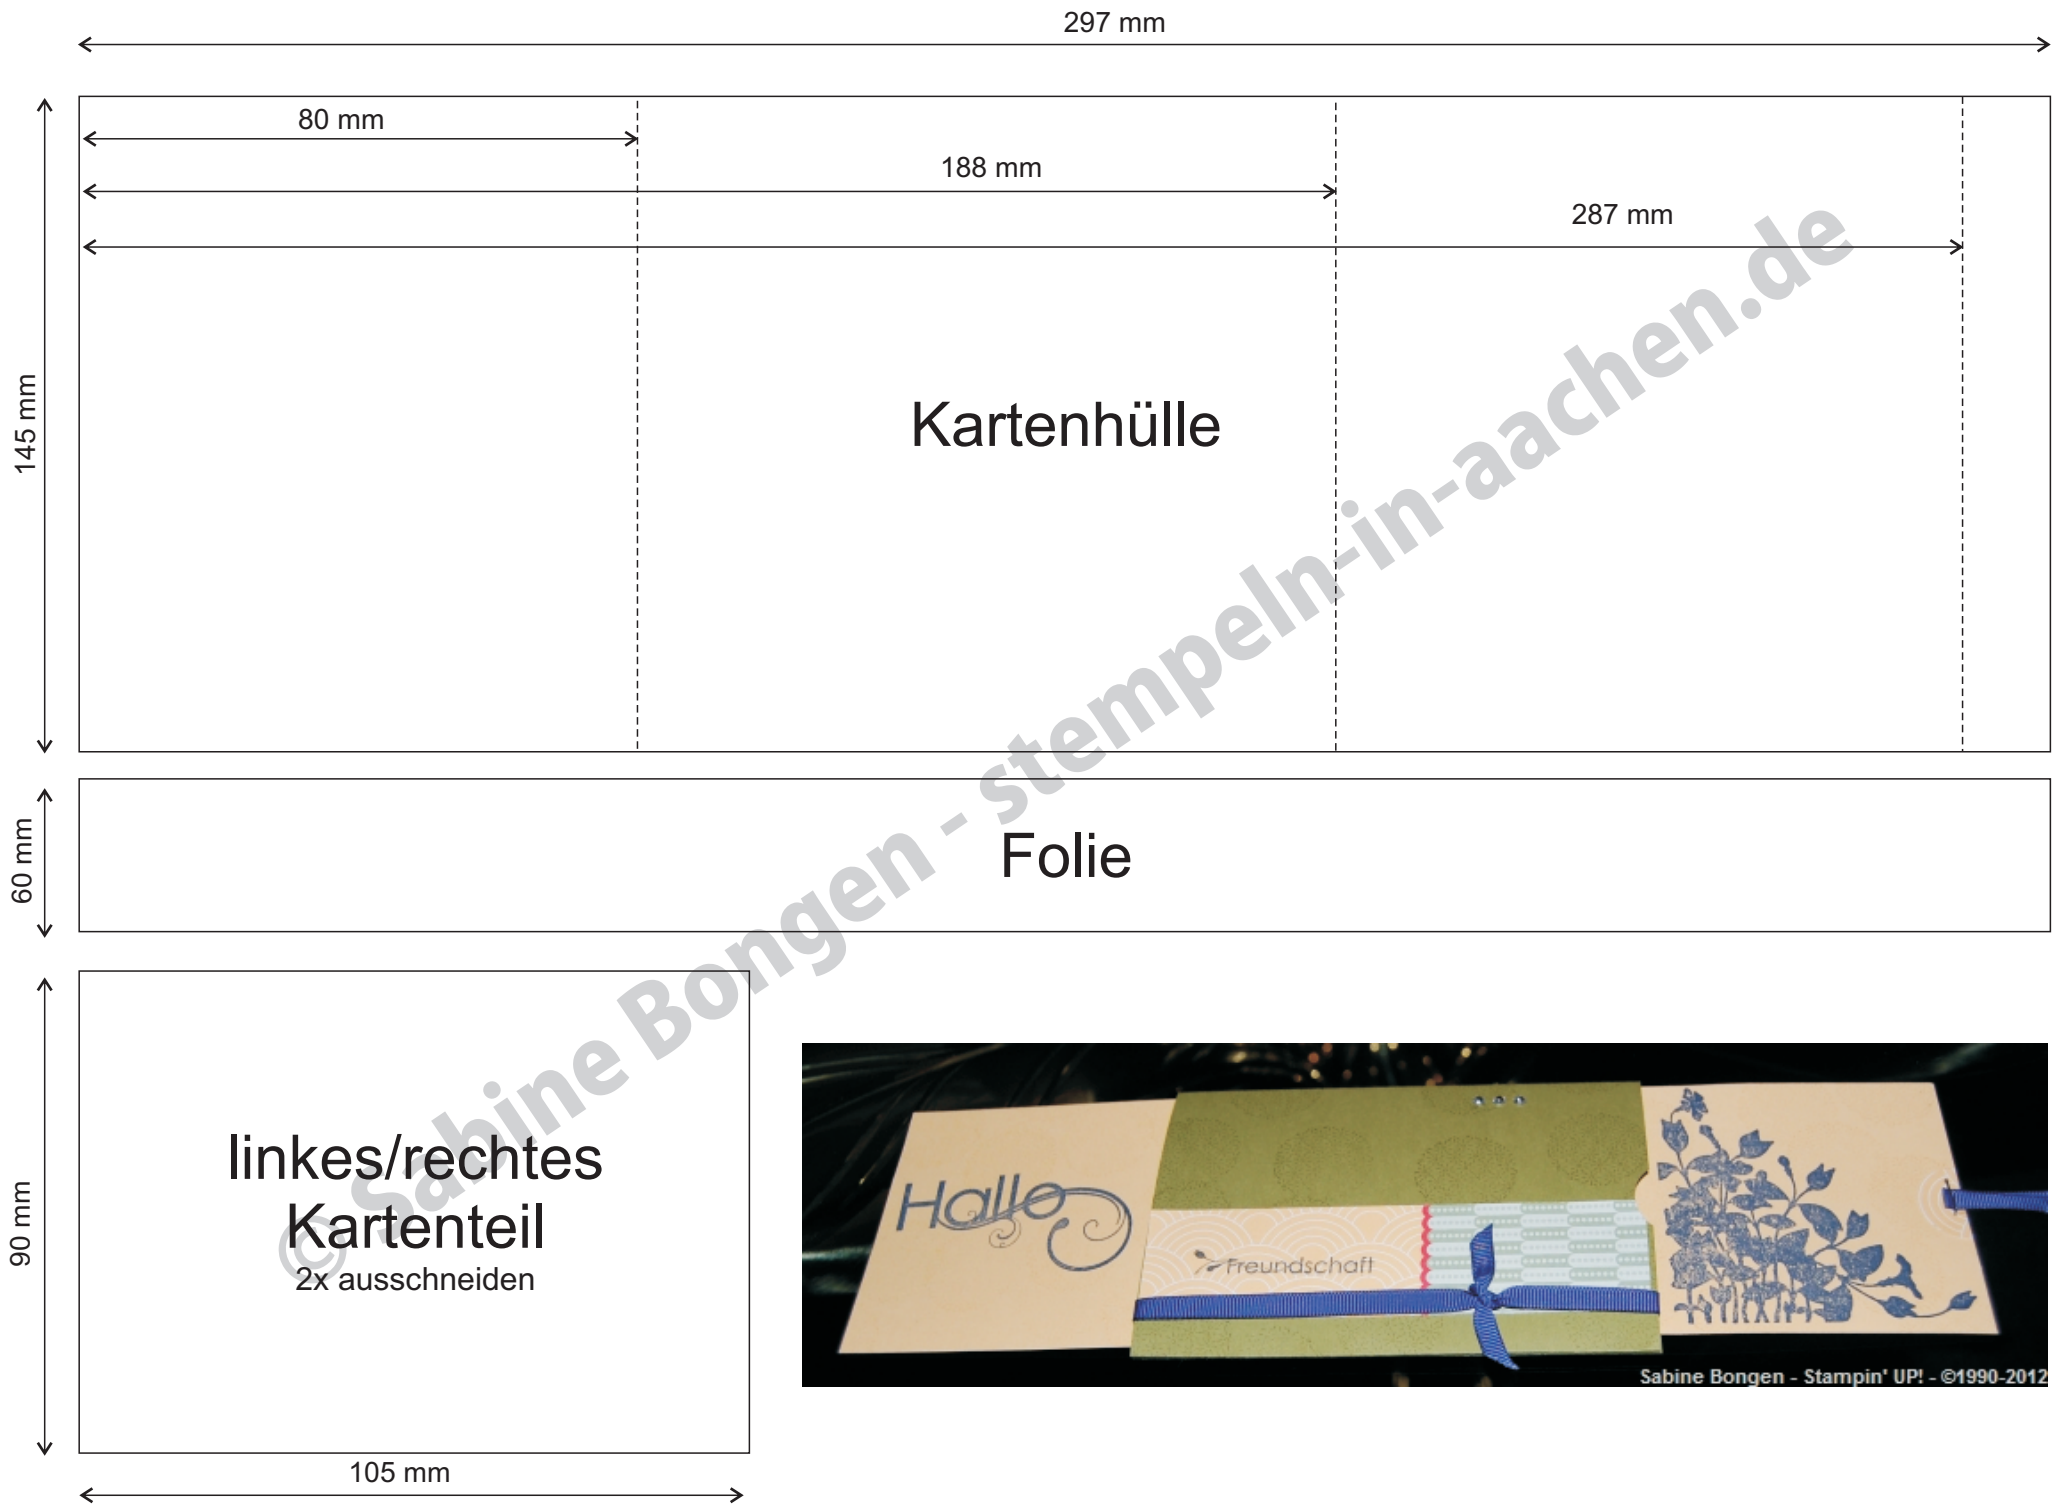 297 mm
80 mm
188 mm
287 mm
145 mm
Kartenhülle
60 mm
Folie
90 mm
linkes/rechtes
Kartenteil
2x ausschneiden
105 mm
Hallo
Freundschaft
Sabine Bongen - Stampin' UP! - ©1990-2012
© Sabine Bongen - stempeln-in-aachen.de